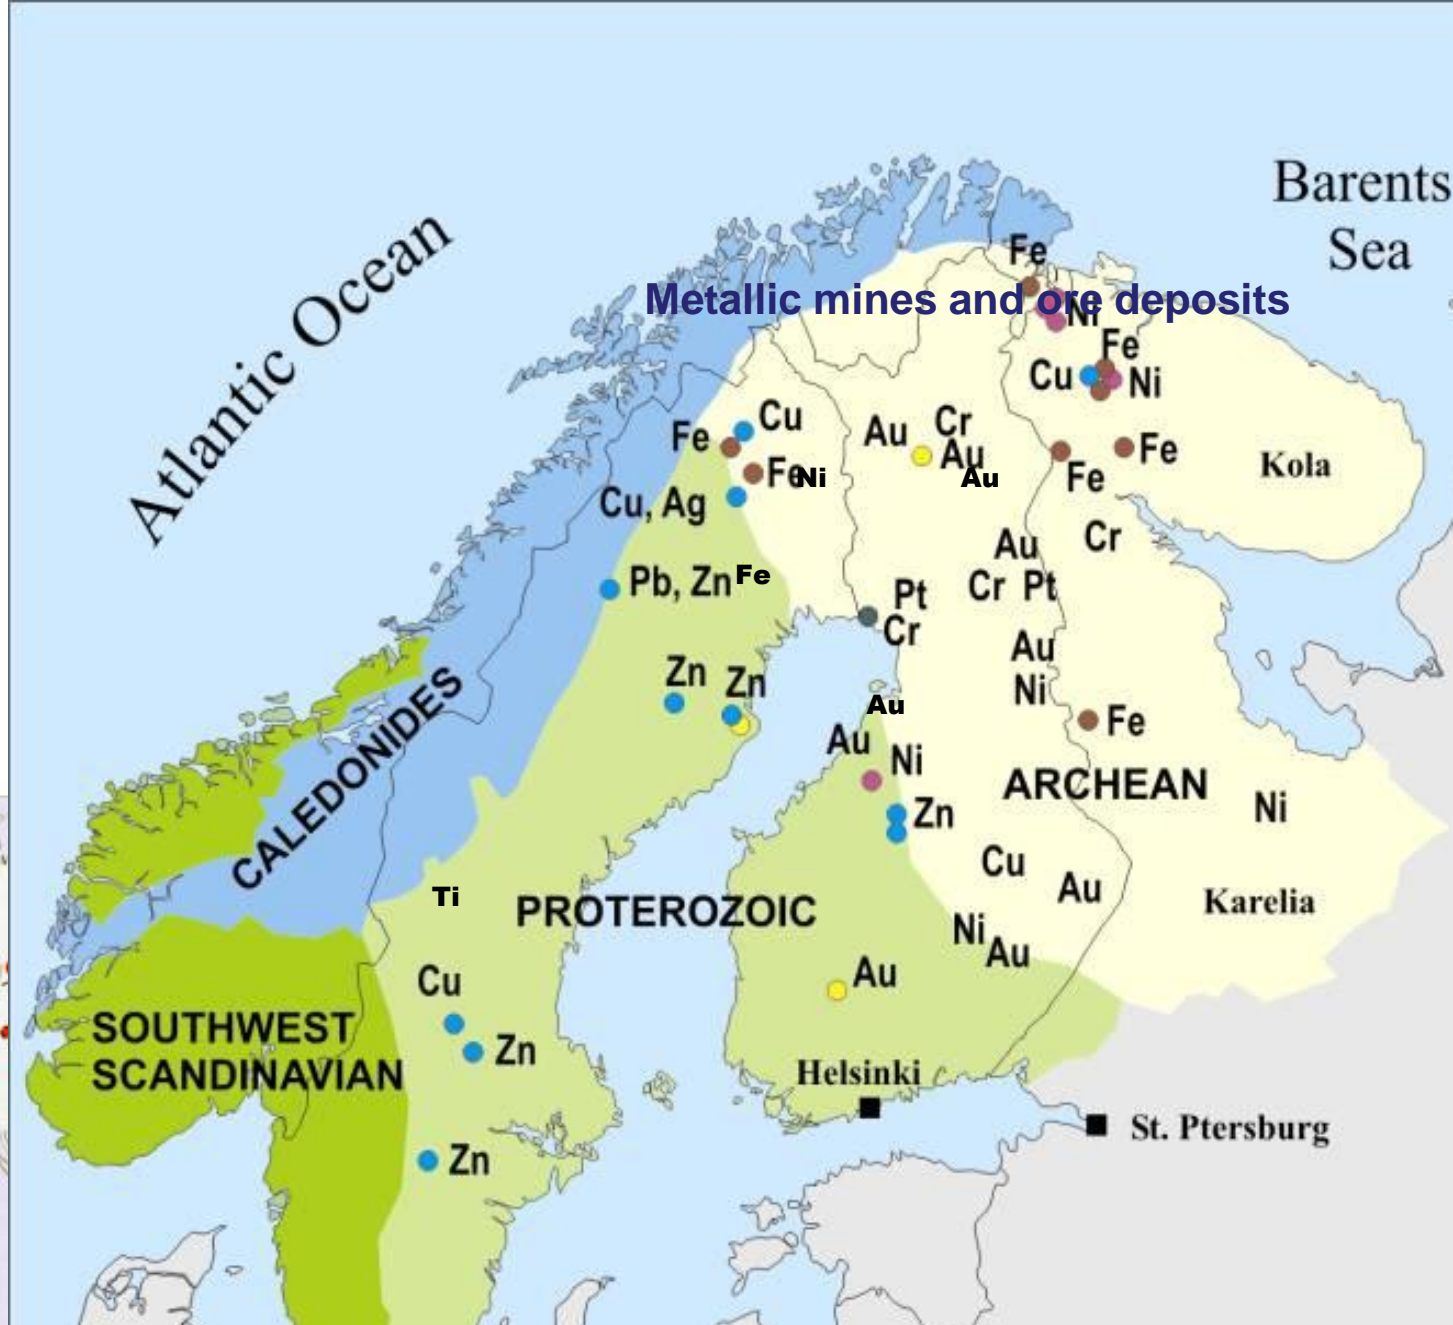 Barents
Sea
Atlantic Ocean
Fe
Metallic mines and ore deposits
Ni
Fe
Cu
Ni
Cu
Fe
Au
Cr
Au
Fe
Fe
Ni
Au
Fe
Kola
Cu, Ag
Au
Cr
Pb, Zn
Fe
Cr
Pt
Pt
Cr
Au
Zn
Zn
Ni
Au
Fe
Au
Ni
CALEDONIDES
ARCHEAN
Zn
Ni
Cu
Au
Ti
PROTEROZOIC
Karelia
Ni
Au
Cu
Au
SOUTHWEST
SCANDINAVIAN
Zn
Helsinki
St. Ptersburg
Zn